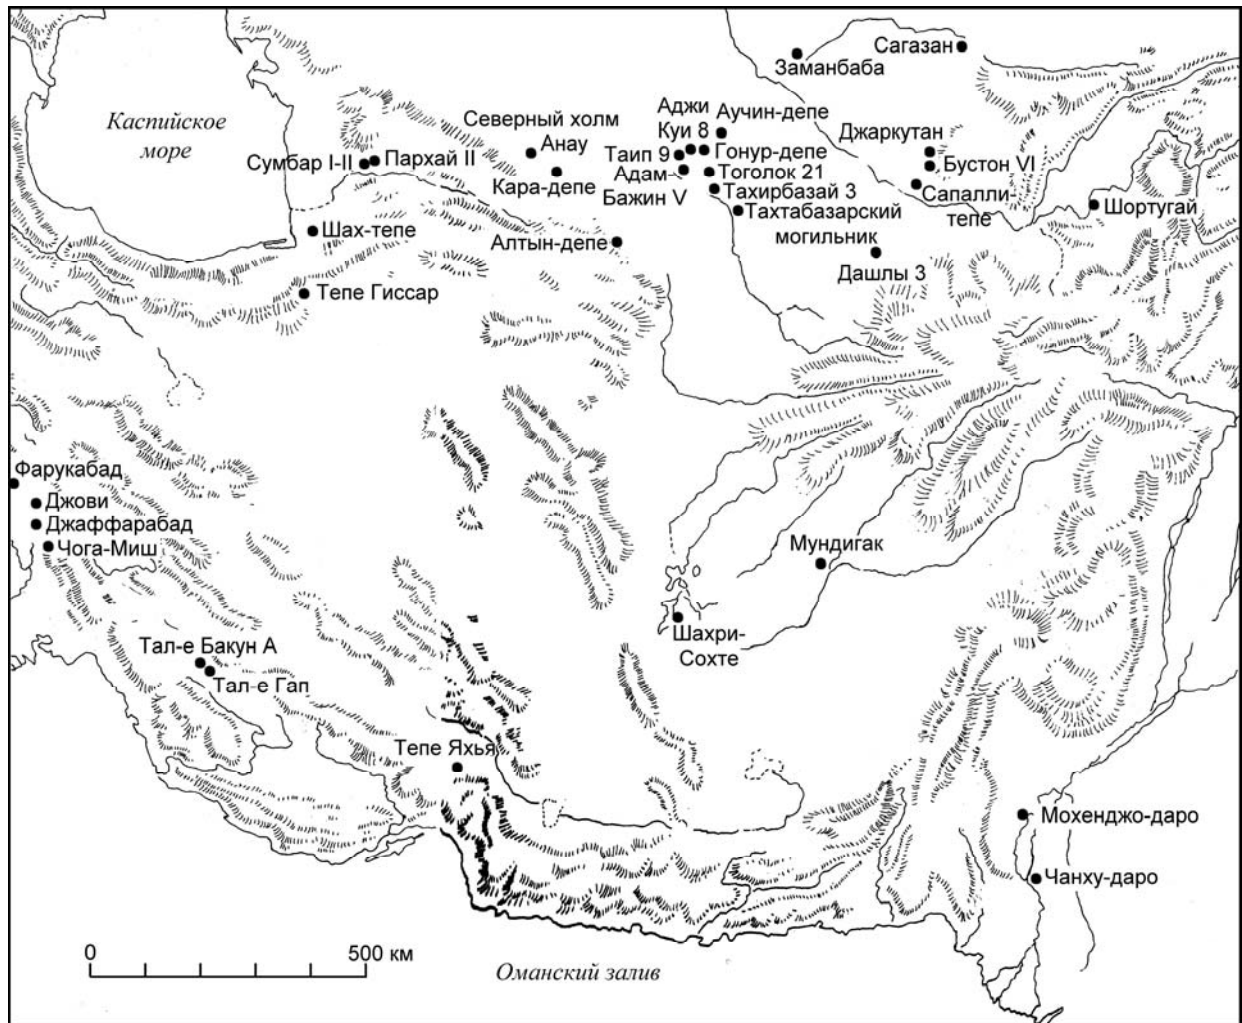 Сагазан
Заманбаба
Каспийское
море
Северный холм
Анау
Аджи
Куи 8
Аучин-депе
Джаркутан
Сумбар I-II
Пархай II
Таип 9
Гонур-депе
Бустон VI
Кара-депе
Адам
Бажин V
Тоголок 21
Тахирбазай 3
Сапалли-
тепе
Шортугай
Тахтабазарский
могильник
Шах-тепе
Алтын-депе
Дашлы 3
Тепе Гиссар
Фарукабад
Джови
Джаффарабад
Чога-Миш
Мундигак
Шахри-
Сохте
Тал-е Бакун А
Тал-е Гап
Тепе Яхья
Мохенджо-даро
Чанху-даро
0
500 км
Оманский залив